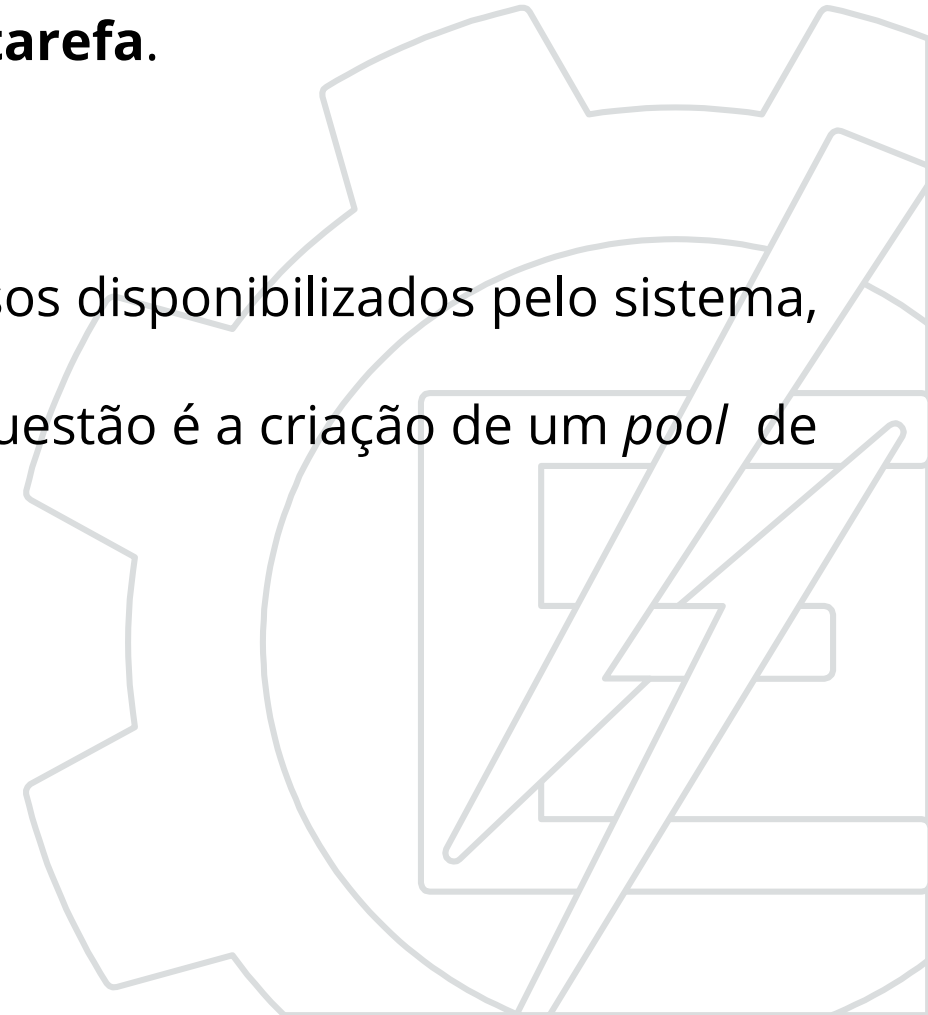 tarefa.
sos disponibilizados pelo sistema,
uestão é a criação de um pool de